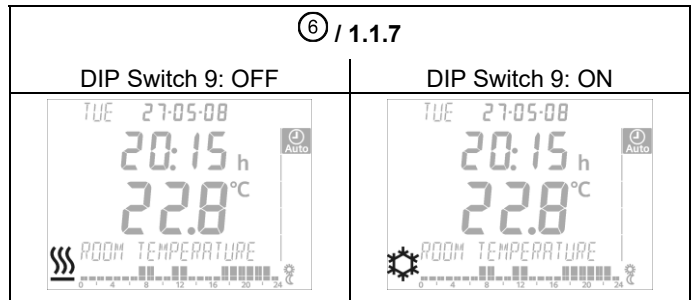 6 / 1.1.7
DIP Switch 9: OFF
DIP Switch 9: ON
TUE 27-05-08
20:15 h
Auto
22.8 °C
ROOM TEMPERATURE
0 4 8 12 16 20 24
TUE 27-05-08
20:15 h
Auto
22.8 °C
ROOM TEMPERATURE
0 4 8 12 16 20 24